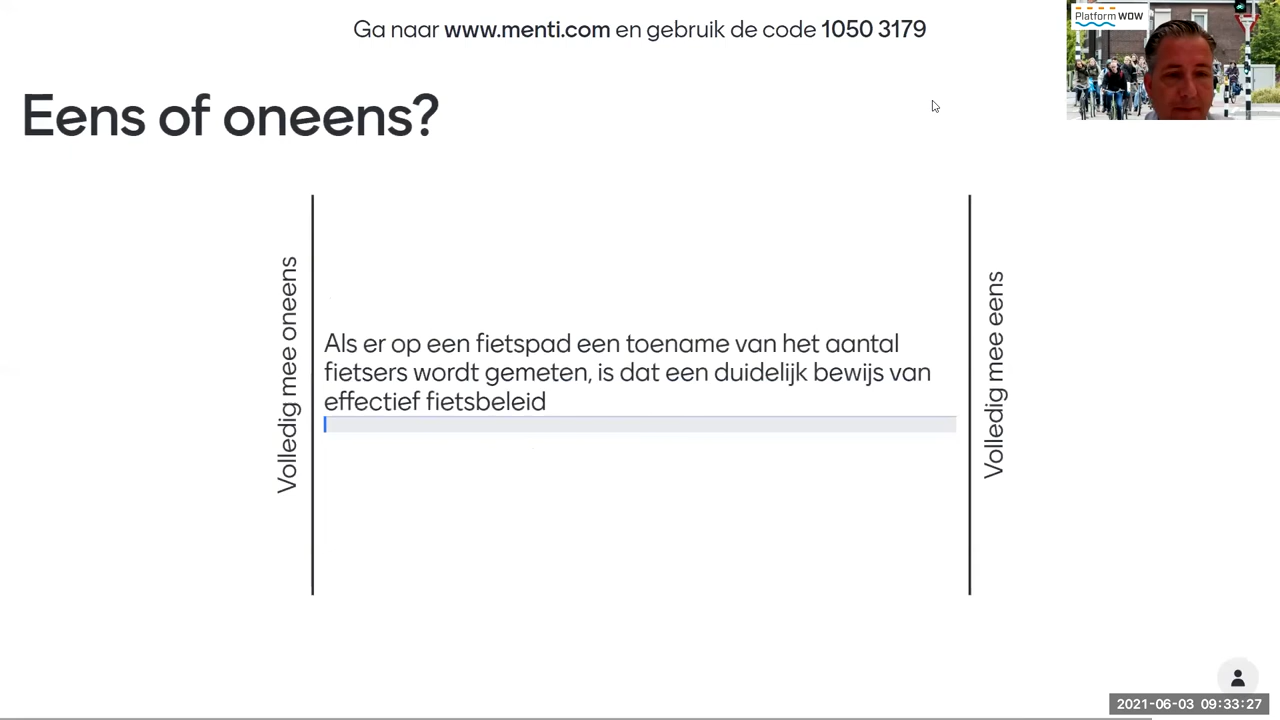 Ga naar www.menti.com en gebruik de code 1050 3179
Platform WOW
Eens of oneens?
Volledig mee oneens
Als er op een fietspad een toename van het aantal
fietsers wordt gemeten, is dat een duidelijk bewijs van
effectief fietsbeleid
Volledig mee eens
2021-06-03 09:33:27